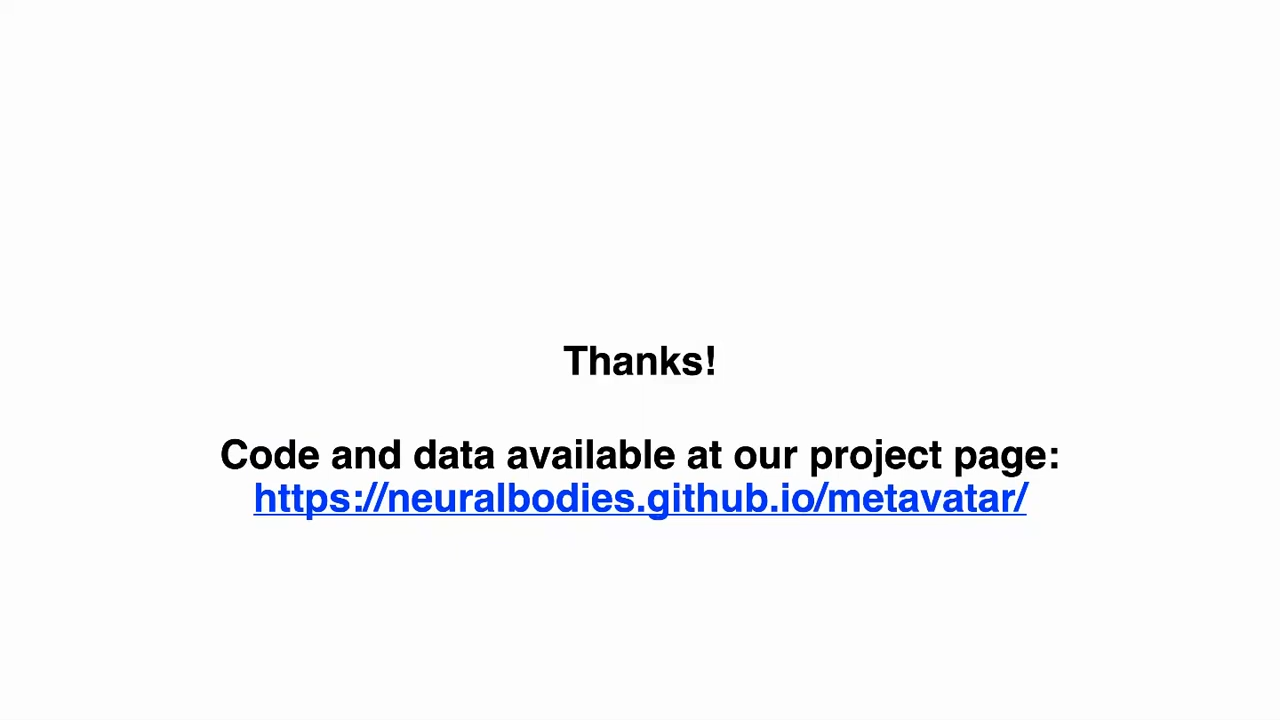 Thanks!
Code and data available at our project page:
https://neuralbodies.github.io/metavatar/